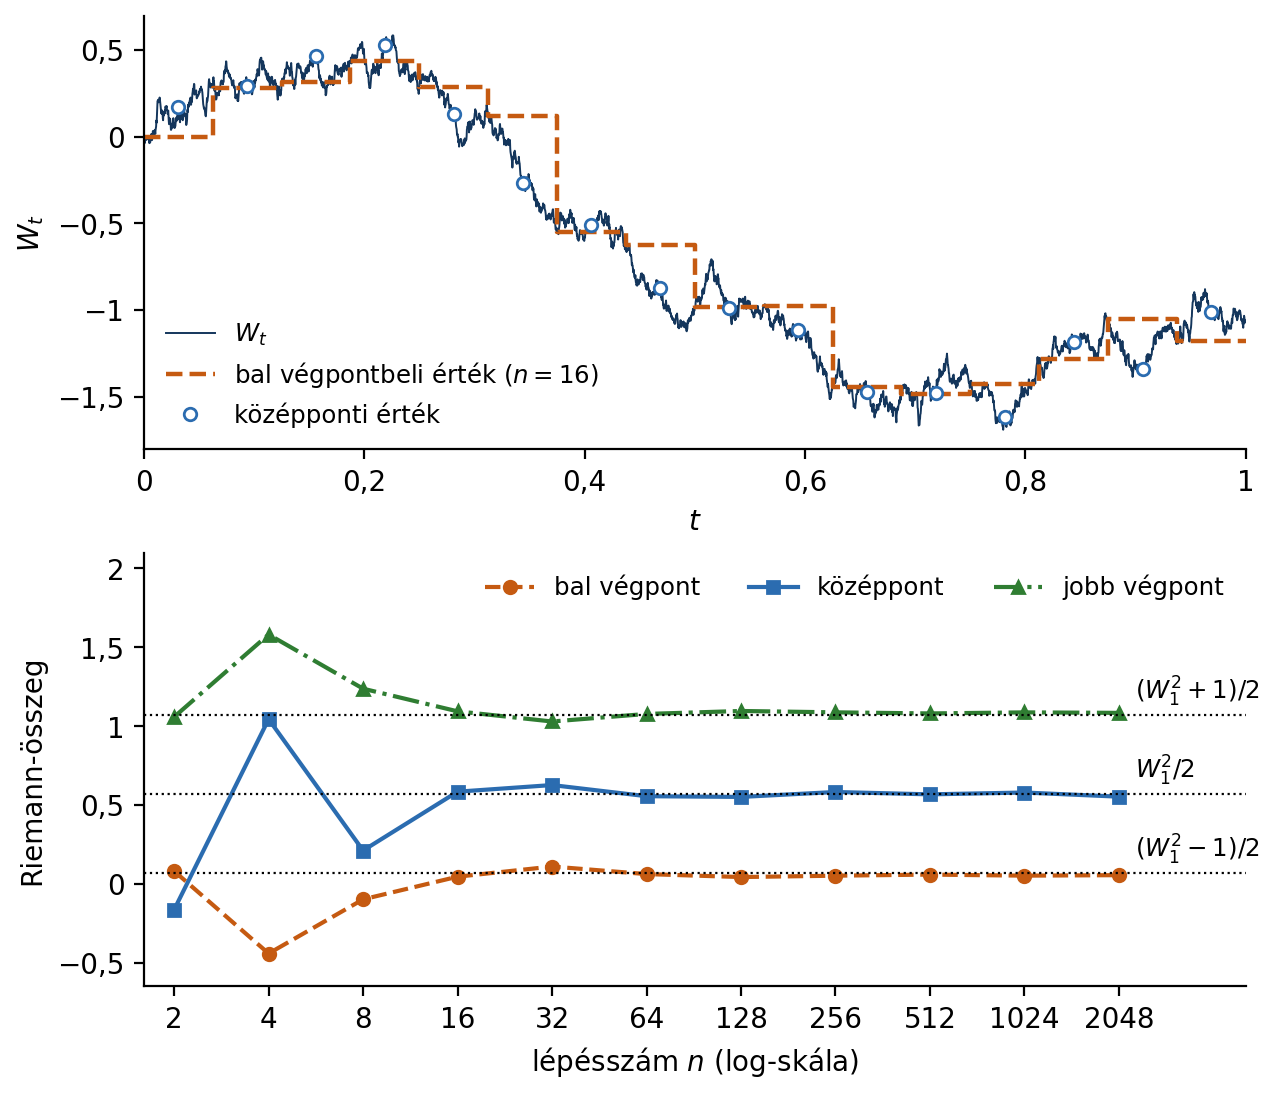 0,5
0
−0,5
−1
−1,5
W_t
W_t
bal végpontbeli érték (n = 16)
középponti érték
0 0,2 0,4 0,6 0,8 1
t
2
1,5
1
0,5
0
−0,5
Riemann-összeg
bal végpont középpont jobb végpont
(W_1^2 + 1)/2
W_1^2/2
(W_1^2 − 1)/2
2 4 8 16 32 64 128 256 512 1024 2048
lépésszám n (log-skála)